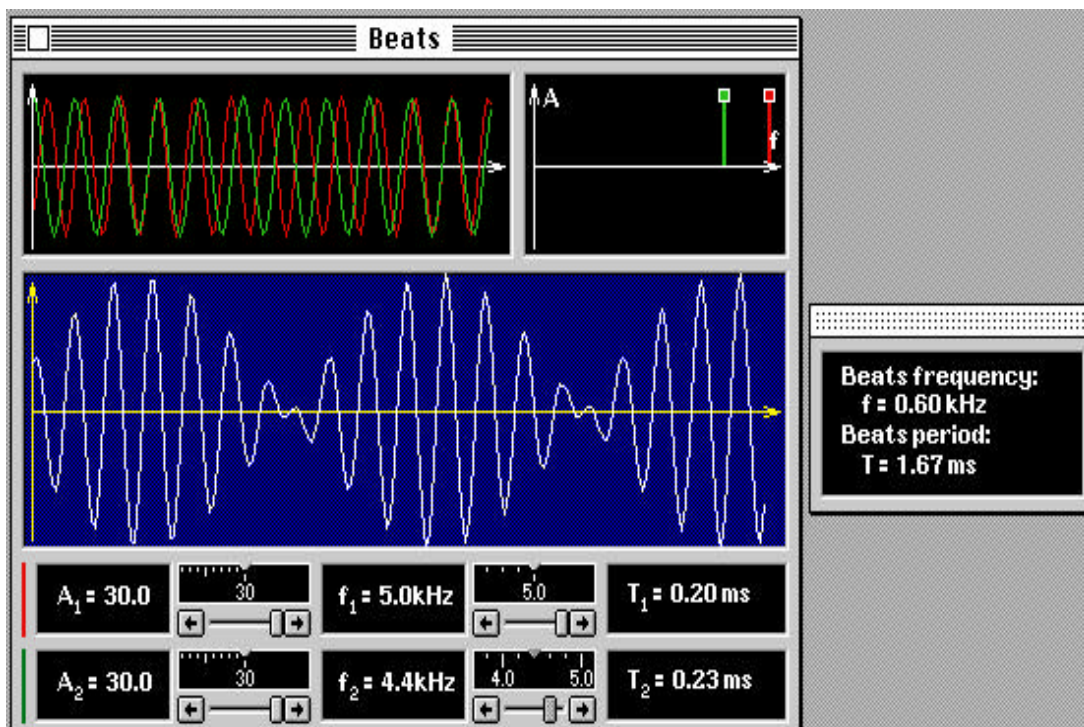 Beats
A
f
Beats frequency:
f = 0.60 kHz
Beats period:
T = 1.67 ms
A1 = 30.0
30
f1 = 5.0kHz
5.0
T1 = 0.20 ms
A2 = 30.0
30
f2 = 4.4kHz
4.0 5.0
T2 = 0.23 ms